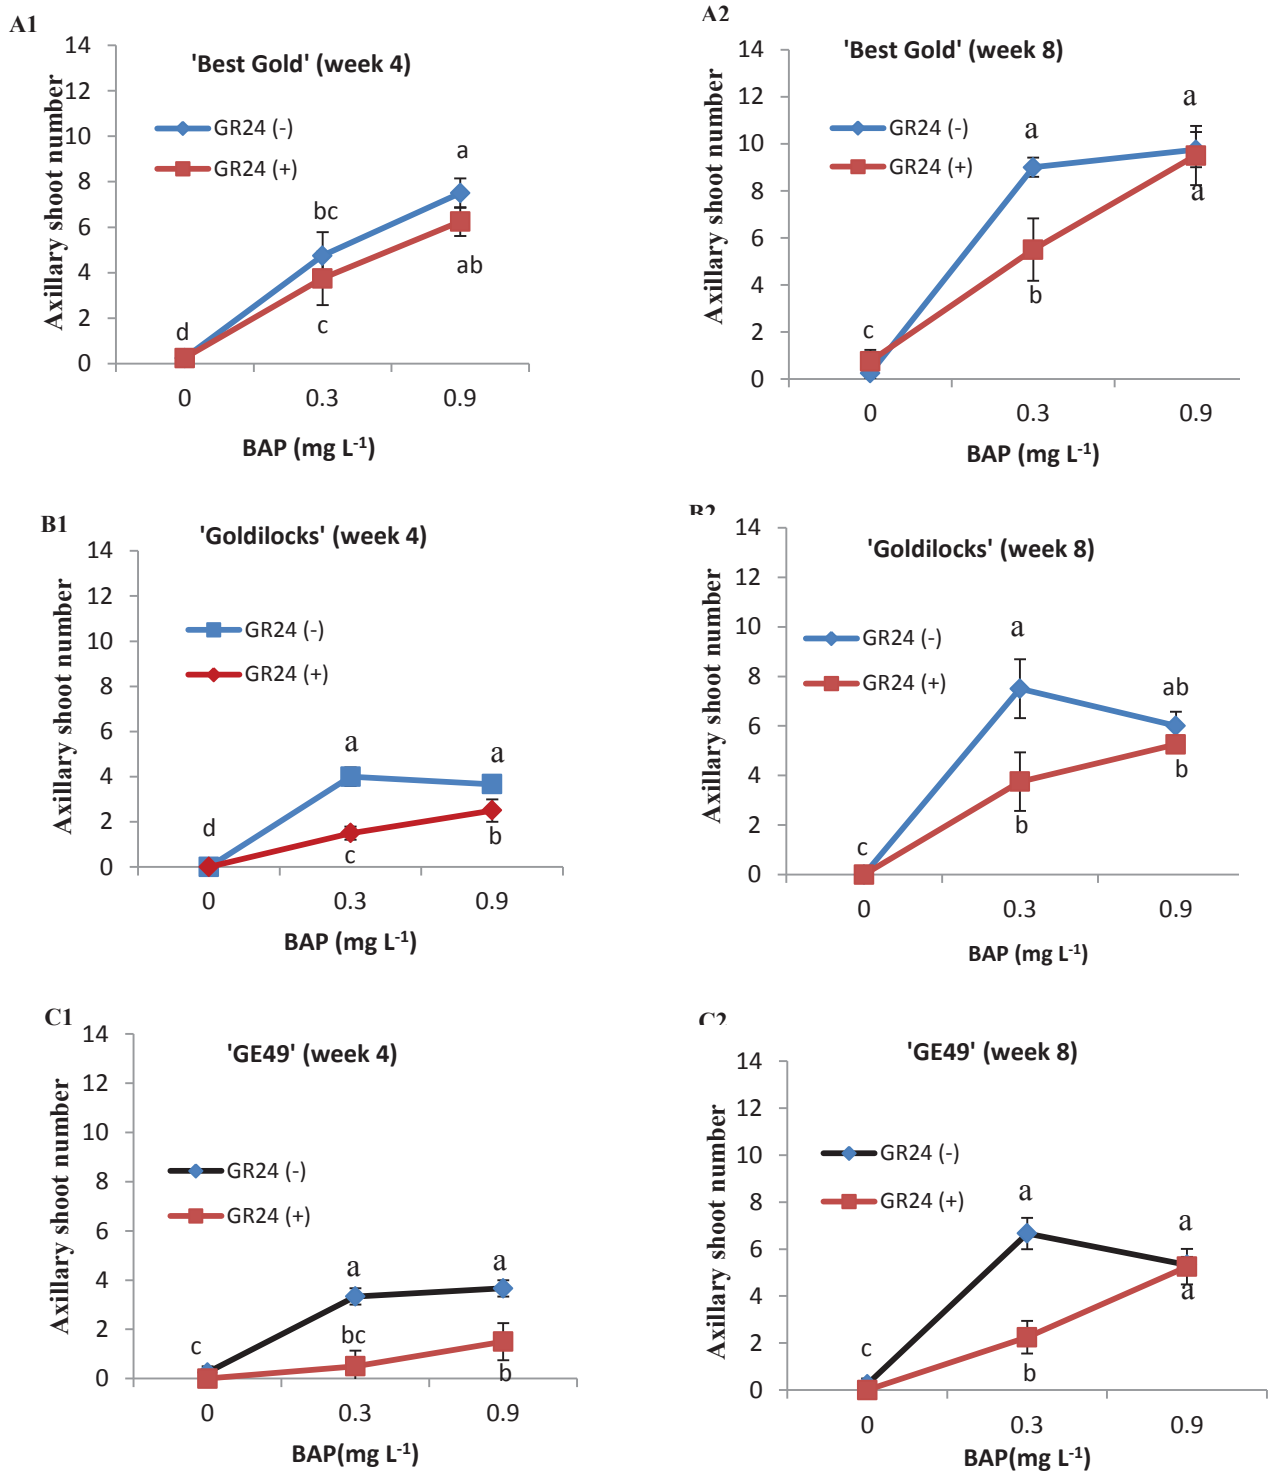 A1
'Best Gold' (week 4)
14
12
10
8
6
4
2
0
Axillary shoot number
GR24 (-)
GR24 (+)
d
bc
c
a
ab
0 0.3 0.9
BAP (mg L-1)
A2
'Best Gold' (week 8)
14
12
10
8
6
4
2
0
Axillary shoot number
GR24 (-)
GR24 (+)
c
a
b
a
a
0 0.3 0.9
BAP (mg L-1)
B1
'Goldilocks' (week 4)
14
12
10
8
6
4
2
0
Axillary shoot number
GR24 (-)
GR24 (+)
d
a
c
a
b
0 0.3 0.9
BAP (mg L-1)
B2
'Goldilocks' (week 8)
14
12
10
8
6
4
2
0
Axillary shoot number
GR24 (-)
GR24 (+)
c
a
b
ab
b
0 0.3 0.9
BAP (mg L-1)
C1
'GE49' (week 4)
14
12
10
8
6
4
2
0
Axillary shoot number
GR24 (-)
GR24 (+)
c
a
bc
a
b
0 0.3 0.9
BAP(mg L-1)
C2
'GE49' (week 8)
14
12
10
8
6
4
2
0
Axillary shoot number
GR24 (-)
GR24 (+)
c
a
b
a
a
0 0.3 0.9
BAP(mg L-1)